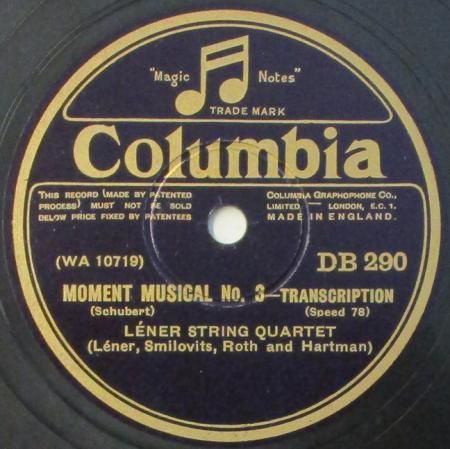 "Magic Notes"
TRADE MARK
Columbia
THIS RECORD (MADE BY PATENTED
PROCESS) MUST NOT BE SOLD
BELOW PRICE FIXED BY PATENTEES
COLUMBIA GRAPHOPHONE CO.,
LIMITED — LONDON, E.C. 1.
MADE IN ENGLAND.
(WA 10719) DB 290
MOMENT MUSICAL No. 3—TRANSCRIPTION
(Schubert) (Speed 78)
LÉNER STRING QUARTET
(Léner, Smilovits, Roth and Hartman)